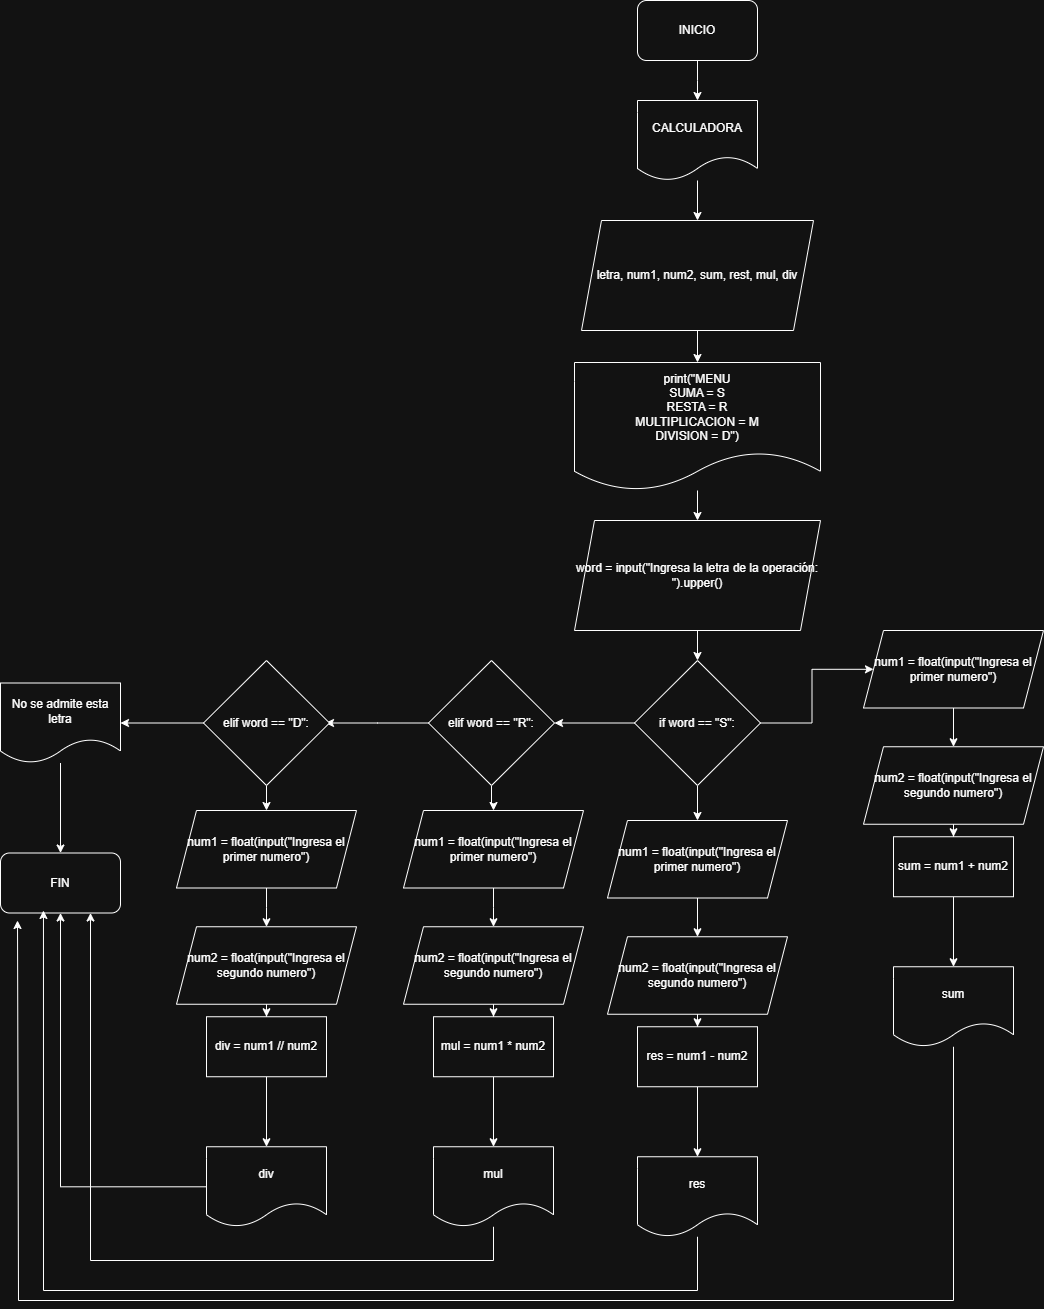 INICIO
CALCULADORA
letra, num1, num2, sum, rest, mul, div
print("MENU
SUMA = S
RESTA = R
MULTIPLICACION = M
DIVISION = D")
word = input("Ingresa la letra de la operación:
").upper()
No se admite esta
letra
elif word == "D":
elif word == "R":
if word == "S":
num1 = float(input("Ingresa el
primer numero")
num2 = float(input("Ingresa el
segundo numero")
sum = num1 + num2
sum
FIN
num1 = float(input("Ingresa el
primer numero")
num2 = float(input("Ingresa el
segundo numero")
div = num1 // num2
div
num1 = float(input("Ingresa el
primer numero")
num2 = float(input("Ingresa el
segundo numero")
mul = num1 * num2
mul
num1 = float(input("Ingresa el
primer numero")
num2 = float(input("Ingresa el
segundo numero")
res = num1 - num2
res